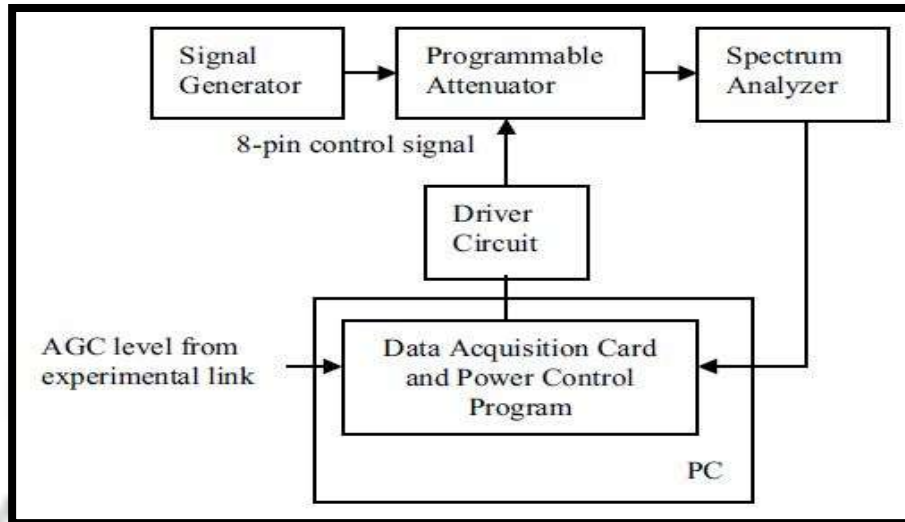 Signal
Generator
Programmable
Attenuator
Spectrum
Analyzer
8-pin control signal
Driver
Circuit
AGC level from
experimental link
Data Acquisition Card
and Power Control
Program
PC